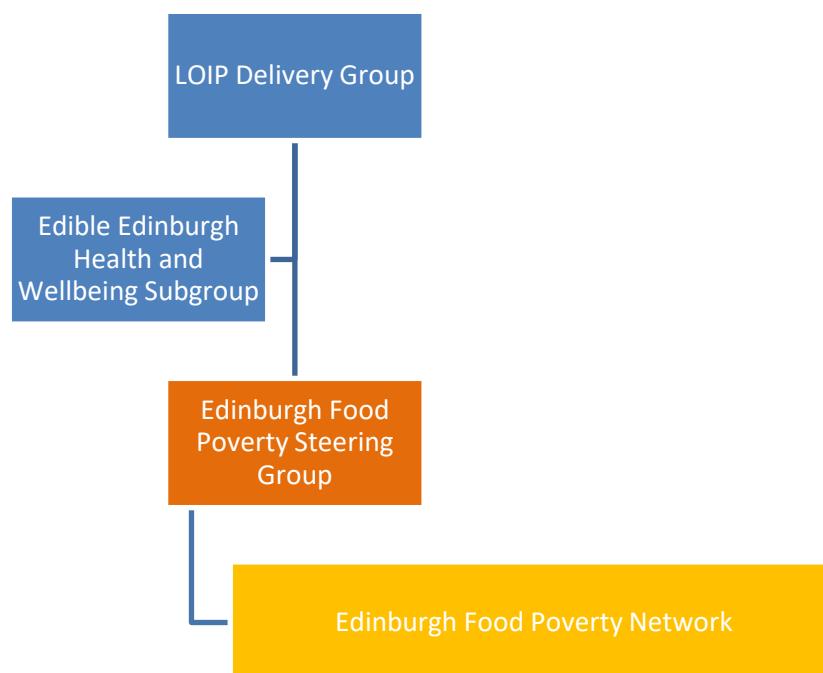 LOIP Delivery Group
Edible Edinburgh
Health and
Wellbeing Subgroup
Edinburgh Food
Poverty Steering
Group
Edinburgh Food Poverty Network